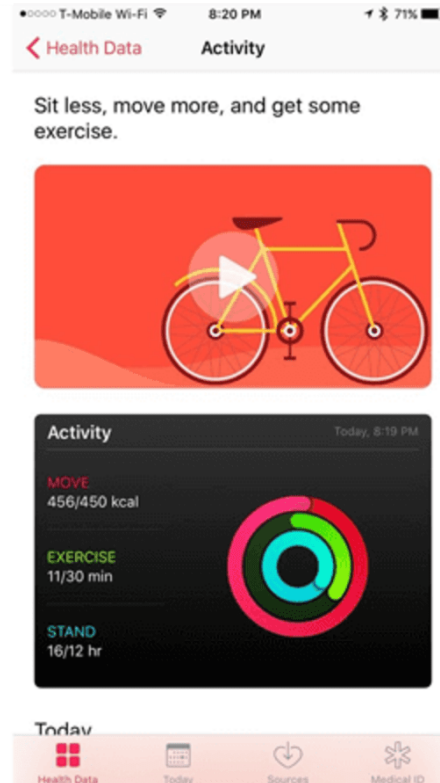 T-Mobile Wi-Fi 8:20 PM 71%
Health Data Activity
Sit less, move more, and get some
exercise.
Activity Today, 8:19 PM
MOVE
456/450 kcal
EXERCISE
11/30 min
STAND
16/12 hr
Today
Health Data Today Sources Medical ID